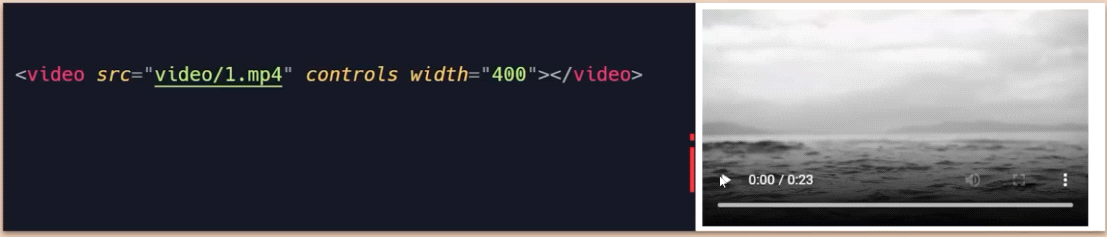 <video src="video/1.mp4" controls width="400"></video>
0:00 / 0:23